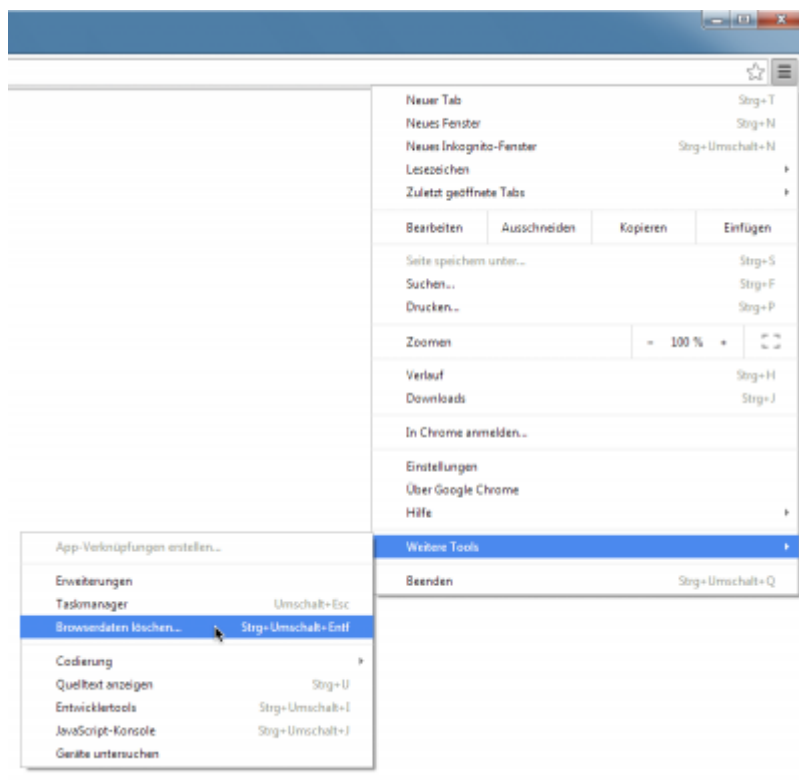 Neuer Tab Strg+T
Neues Fenster Strg+N
Neues Inkognito-Fenster Strg+Umschalt+N
Lesezeichen
Zuletzt geöffnete Tabs
Bearbeiten Ausschneiden Kopieren Einfügen
Seite speichern unter... Strg+S
Suchen... Strg+F
Drucken... Strg+P
Zoomen - 100 % +
Verlauf Strg+H
Downloads Strg+J
In Chrome anmelden...
Einstellungen
Über Google Chrome
Hilfe
Weitere Tools
Beenden Strg+Umschalt+Q
App-Verknüpfungen erstellen...
Erweiterungen
Taskmanager Umschalt+Esc
Browserdaten löschen... Strg+Umschalt+Entf
Codierung
Quelltext anzeigen Strg+U
Entwicklertools Strg+Umschalt+I
JavaScript-Konsole Strg+Umschalt+J
Geräte untersuchen